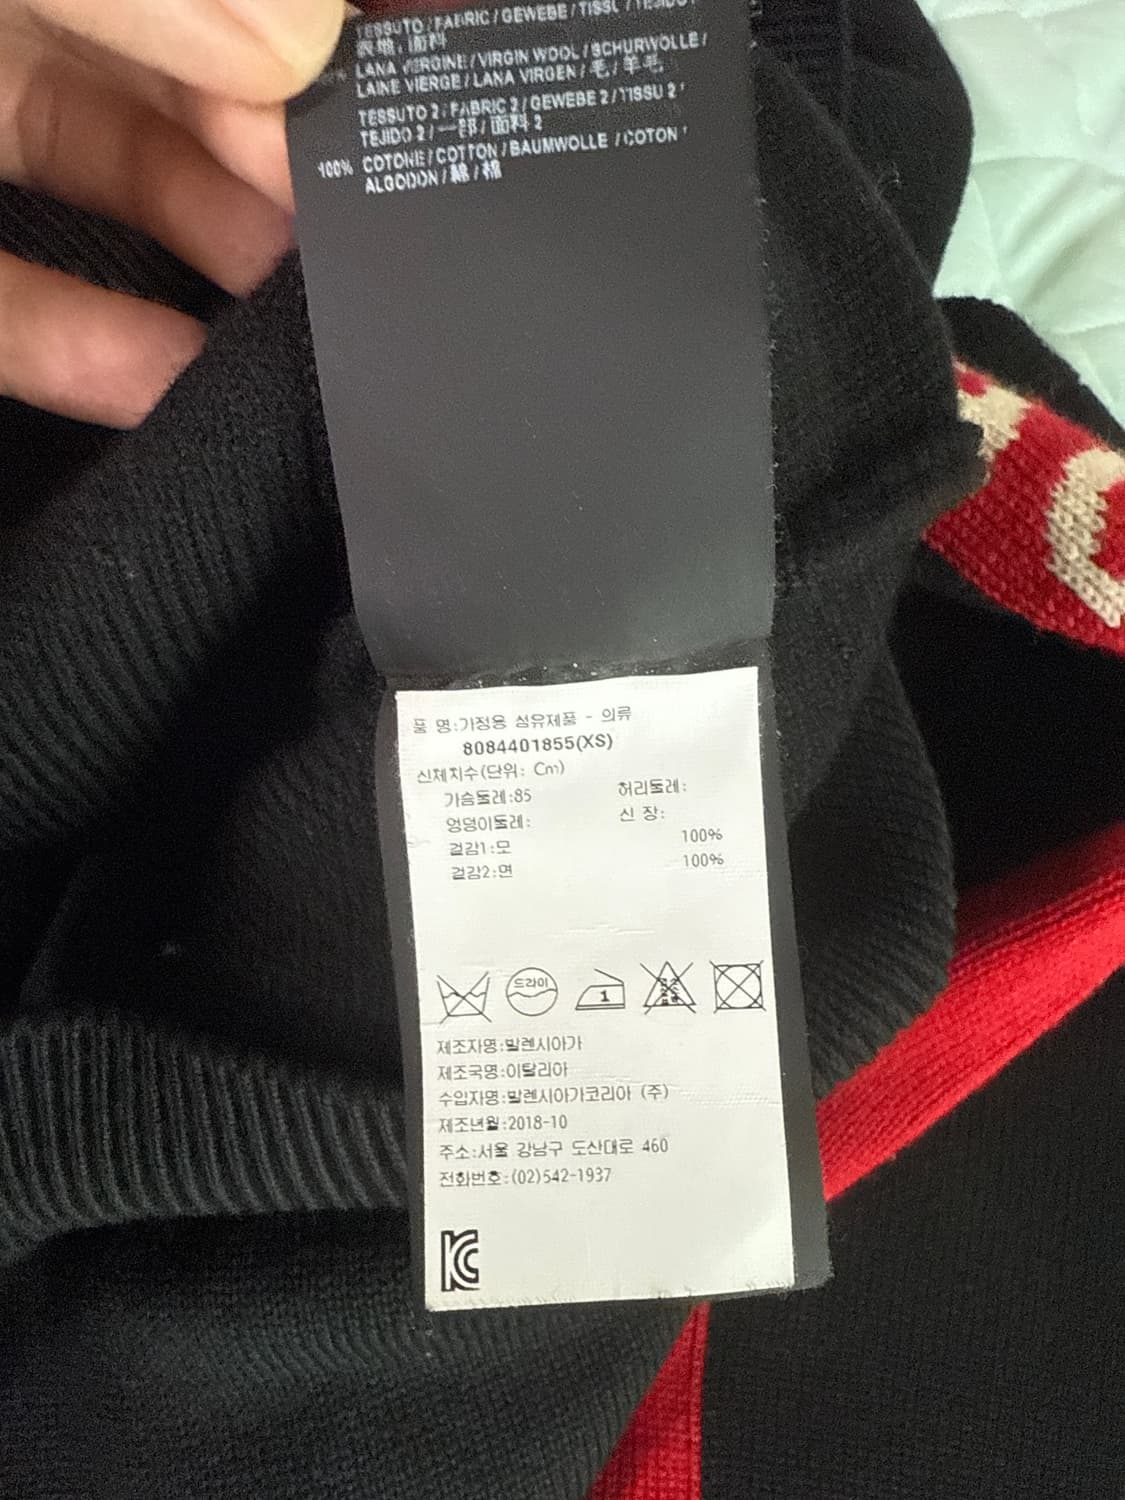 TESSUTO / FABRIC / GEWEBE / TISSU / TEJIDO /
表地, 面料
LANA VERGINE / VIRGIN WOOL / SCHURWOLLE /
LAINE VIERGE / LANA VIRGEN / 毛 / 羊毛
TESSUTO 2 / FABRIC 2 / GEWEBE 2 / TISSU 2 /
TEJIDO 2 / 一部 / 面料 2
100% COTONE / COTTON / BAUMWOLLE / COTON /
ALGODON / 綿 / 棉
품 명:가정용 섬유제품 - 의류
8084401855(XS)
신체치수(단위: Cm)
가슴둘레:85 허리둘레:
엉덩이둘레: 신 장:
겉감1:모 100%
겉감2:면 100%
드라이
1
제조자명:발렌시아가
제조국명:이탈리아
수입자명:발렌시아가코리아 (주)
제조년월:2018-10
주소:서울 강남구 도산대로 460
전화번호:(02)542-1937
KC